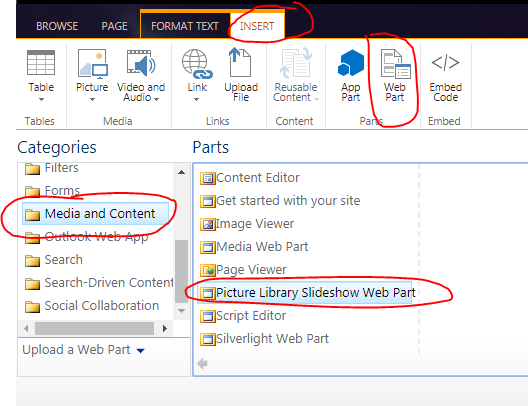 BROWSE PAGE FORMAT TEXT INSERT
Table Picture Video and Audio Link Upload File Reusable Content App Part Web Part Embed Code
Tables Media Links Content Parts Embed
Categories
Filters
Forms
Media and Content
Outlook Web App
Search
Search-Driven Content
Social Collaboration
Upload a Web Part
Parts
Content Editor
Get started with your site
Image Viewer
Media Web Part
Page Viewer
Picture Library Slideshow Web Part
Script Editor
Silverlight Web Part